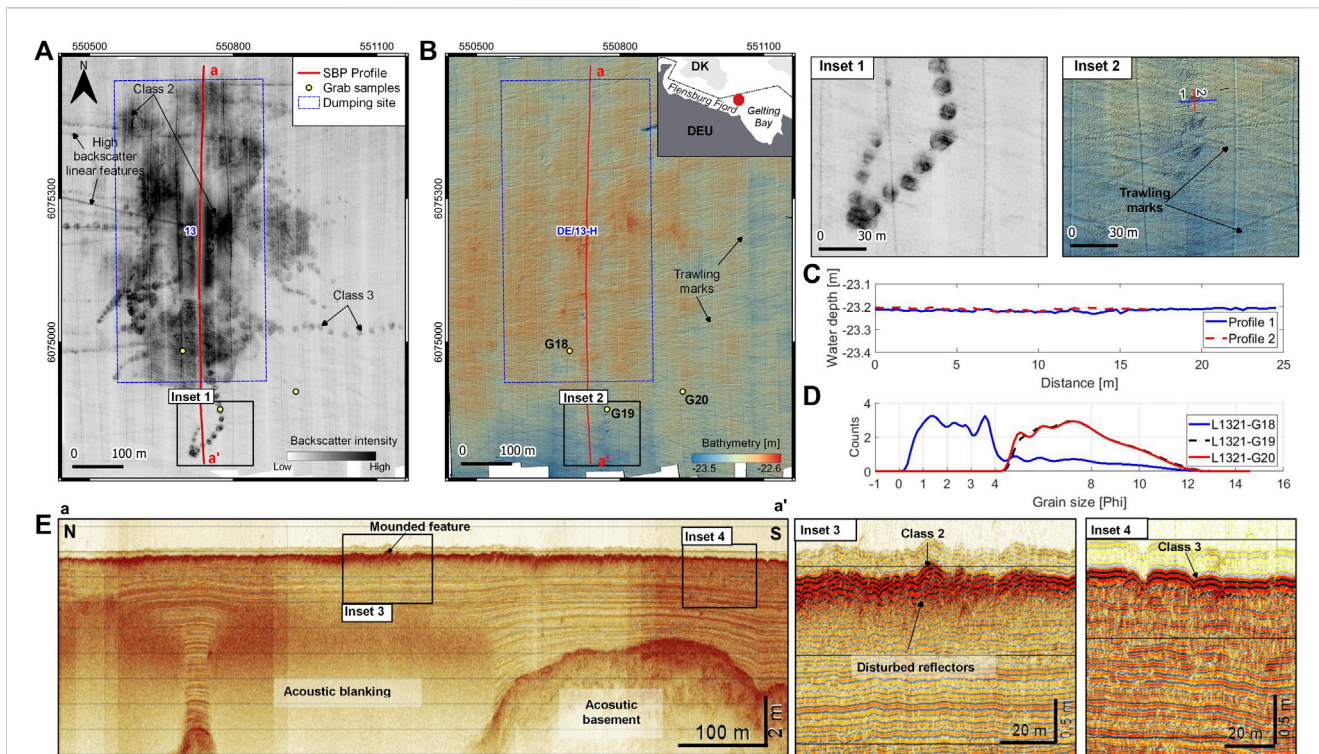 A
550500
550800
551100
N
a
SBP Profile
Grab samples
Dumping site
Class 2
High
backscatter
linear features
6075300
13
Class 3
6075000
Inset 1
Backscatter intensity
Low
High
0
100 m
a'
B
550500
550800
551100
a
DK
Flensburg Fjord
Gelting
Bay
DEU
6075300
DE/13-H
Trawling
marks
6075000
G18
Inset 2
G19
G20
Bathymetry [m]
-23.5
-22.6
0
100 m
a'
Inset 1
0
30 m
Inset 2
1
2
Trawling
marks
0
30 m
C
Water depth [m]
-23.1
-23.2
-23.3
-23.4
Profile 1
Profile 2
0
5
10
15
20
25
Distance [m]
D
Counts
4
2
0
L1321-G18
L1321-G19
L1321-G20
-1
0
1
2
3
4
6
8
10
12
14
16
Grain size [Phi]
E
a
a'
N
Mounded feature
Inset 4
S
Inset 3
Acoustic blanking
Acosutic
basement
100 m
2 m
Inset 3
Class 2
Disturbed reflectors
20 m
0.5 m
Inset 4
Class 3
20 m
0.5 m